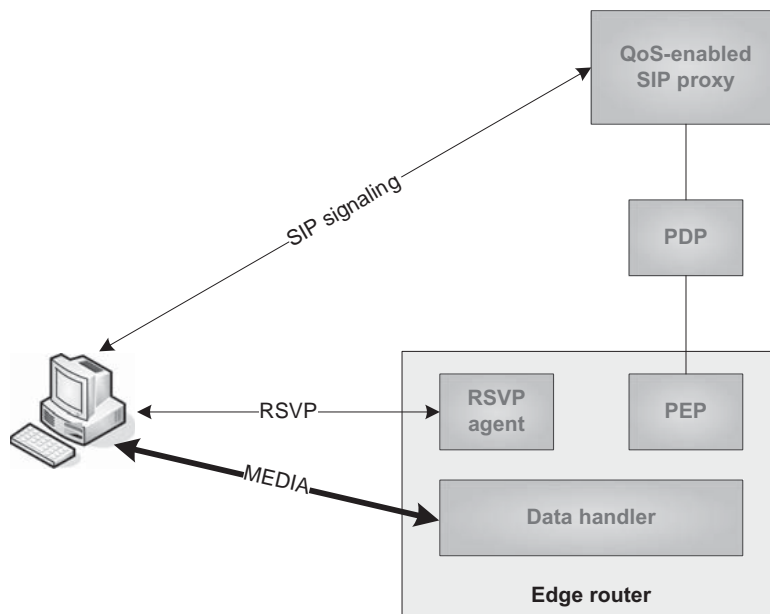 QoS-enabled
SIP proxy
SIP signaling
PDP
RSVP
RSVP
agent
PEP
MEDIA
Data handler
Edge router